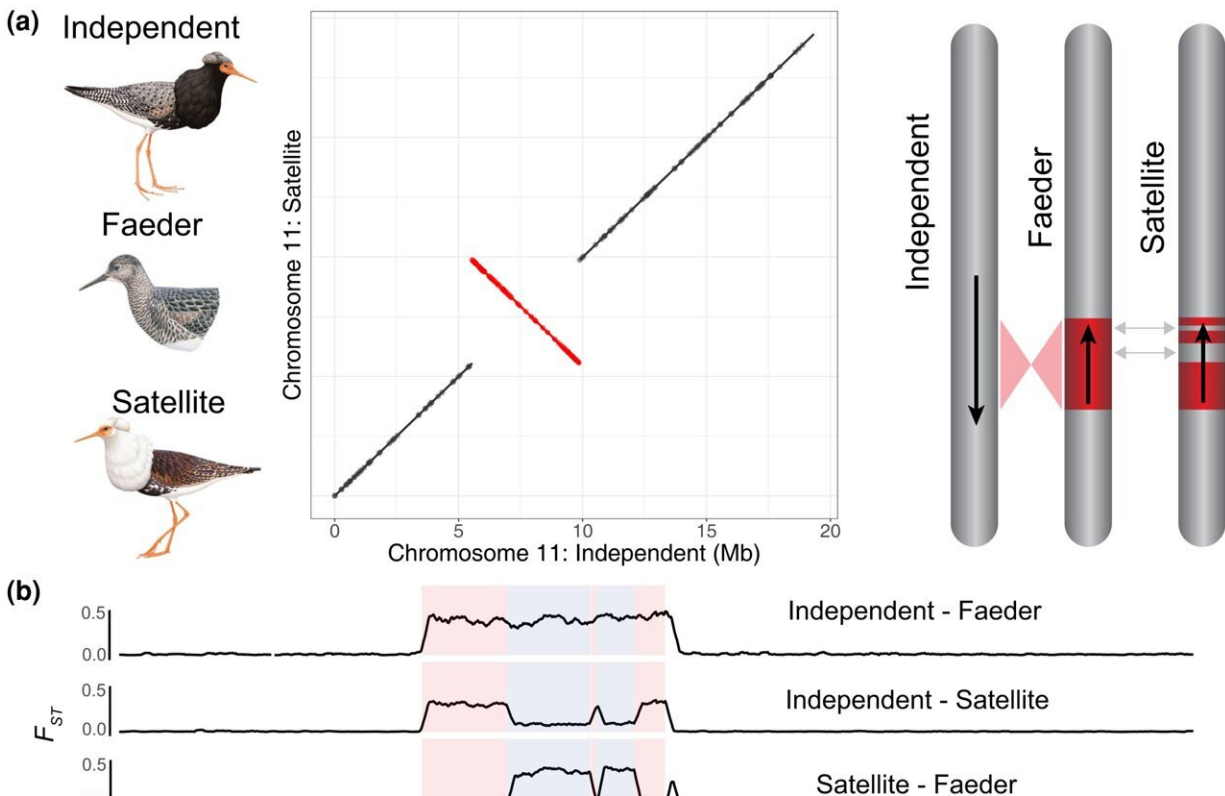 (a)
Independent
Faeder
Satellite
Chromosome 11: Satellite
0
5
10
15
20
Chromosome 11: Independent (Mb)
Independent
Faeder
Satellite
(b)
F_ST
0.5
0.0
Independent - Faeder
0.5
0.0
Independent - Satellite
0.5
Satellite - Faeder